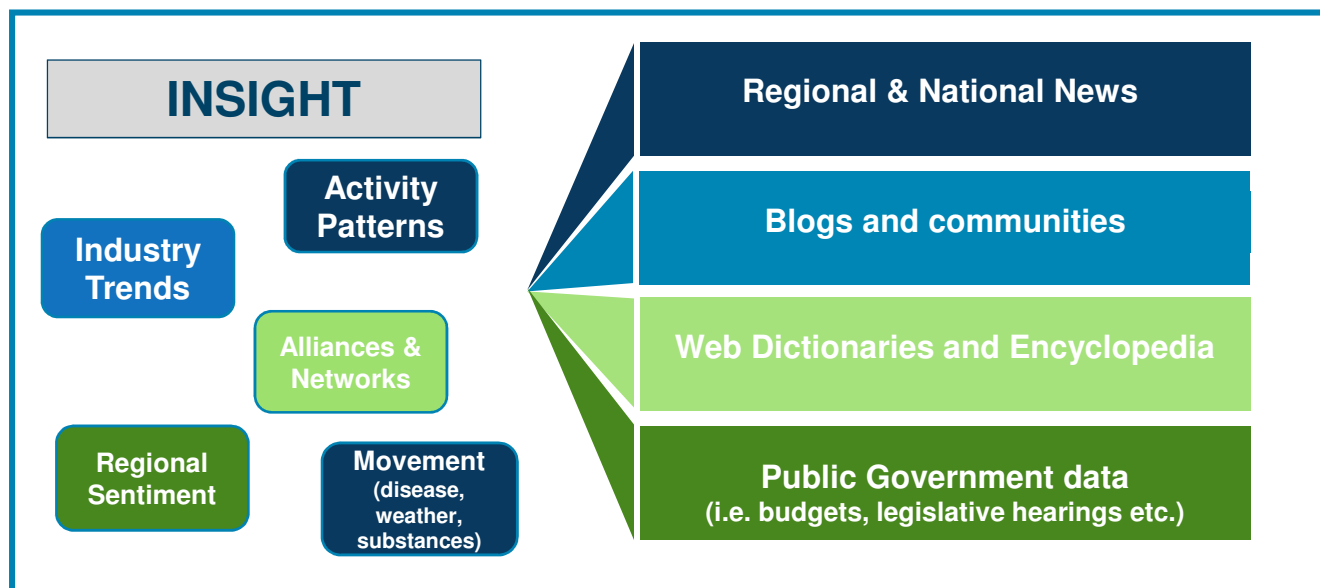 INSIGHT
Activity
Patterns
Industry
Trends
Alliances &
Networks
Regional
Sentiment
Movement
(disease,
weather,
substances)
Regional & National News
Blogs and communities
Web Dictionaries and Encyclopedia
Public Government data
(i.e. budgets, legislative hearings etc.)